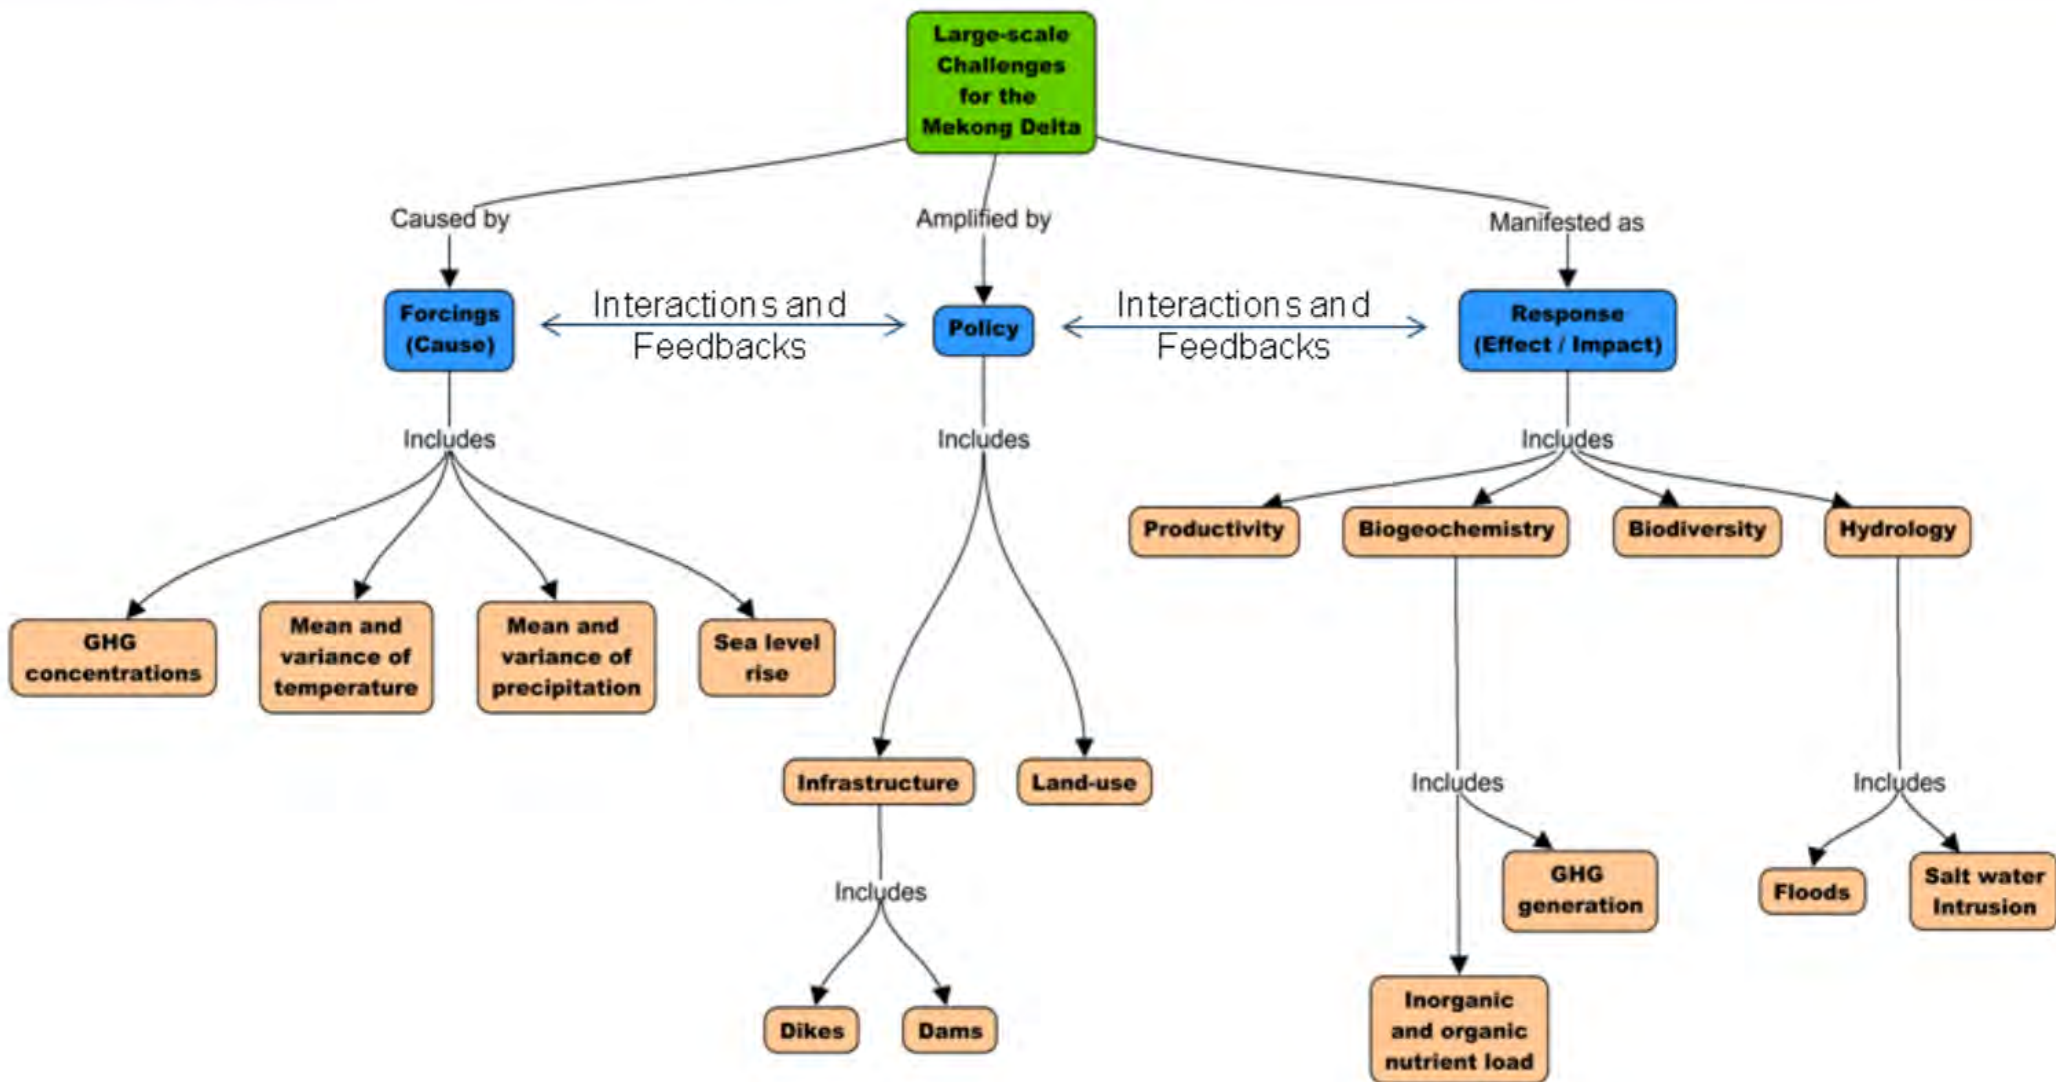 Large-scale
Challenges
for the
Mekong Delta
Caused by
Amplified by
Manifested as
Forcings
(Cause)
Interactions and
Feedbacks
Policy
Interactions and
Feedbacks
Response
(Effect / Impact)
Includes
Includes
Includes
Productivity
Biogeochemistry
Biodiversity
Hydrology
GHG
concentrations
Mean and
variance of
temperature
Mean and
variance of
precipitation
Sea level
rise
Infrastructure
Land-use
Includes
Includes
Includes
GHG
generation
Floods
Salt water
Intrusion
Dikes
Dams
Inorganic
and organic
nutrient load